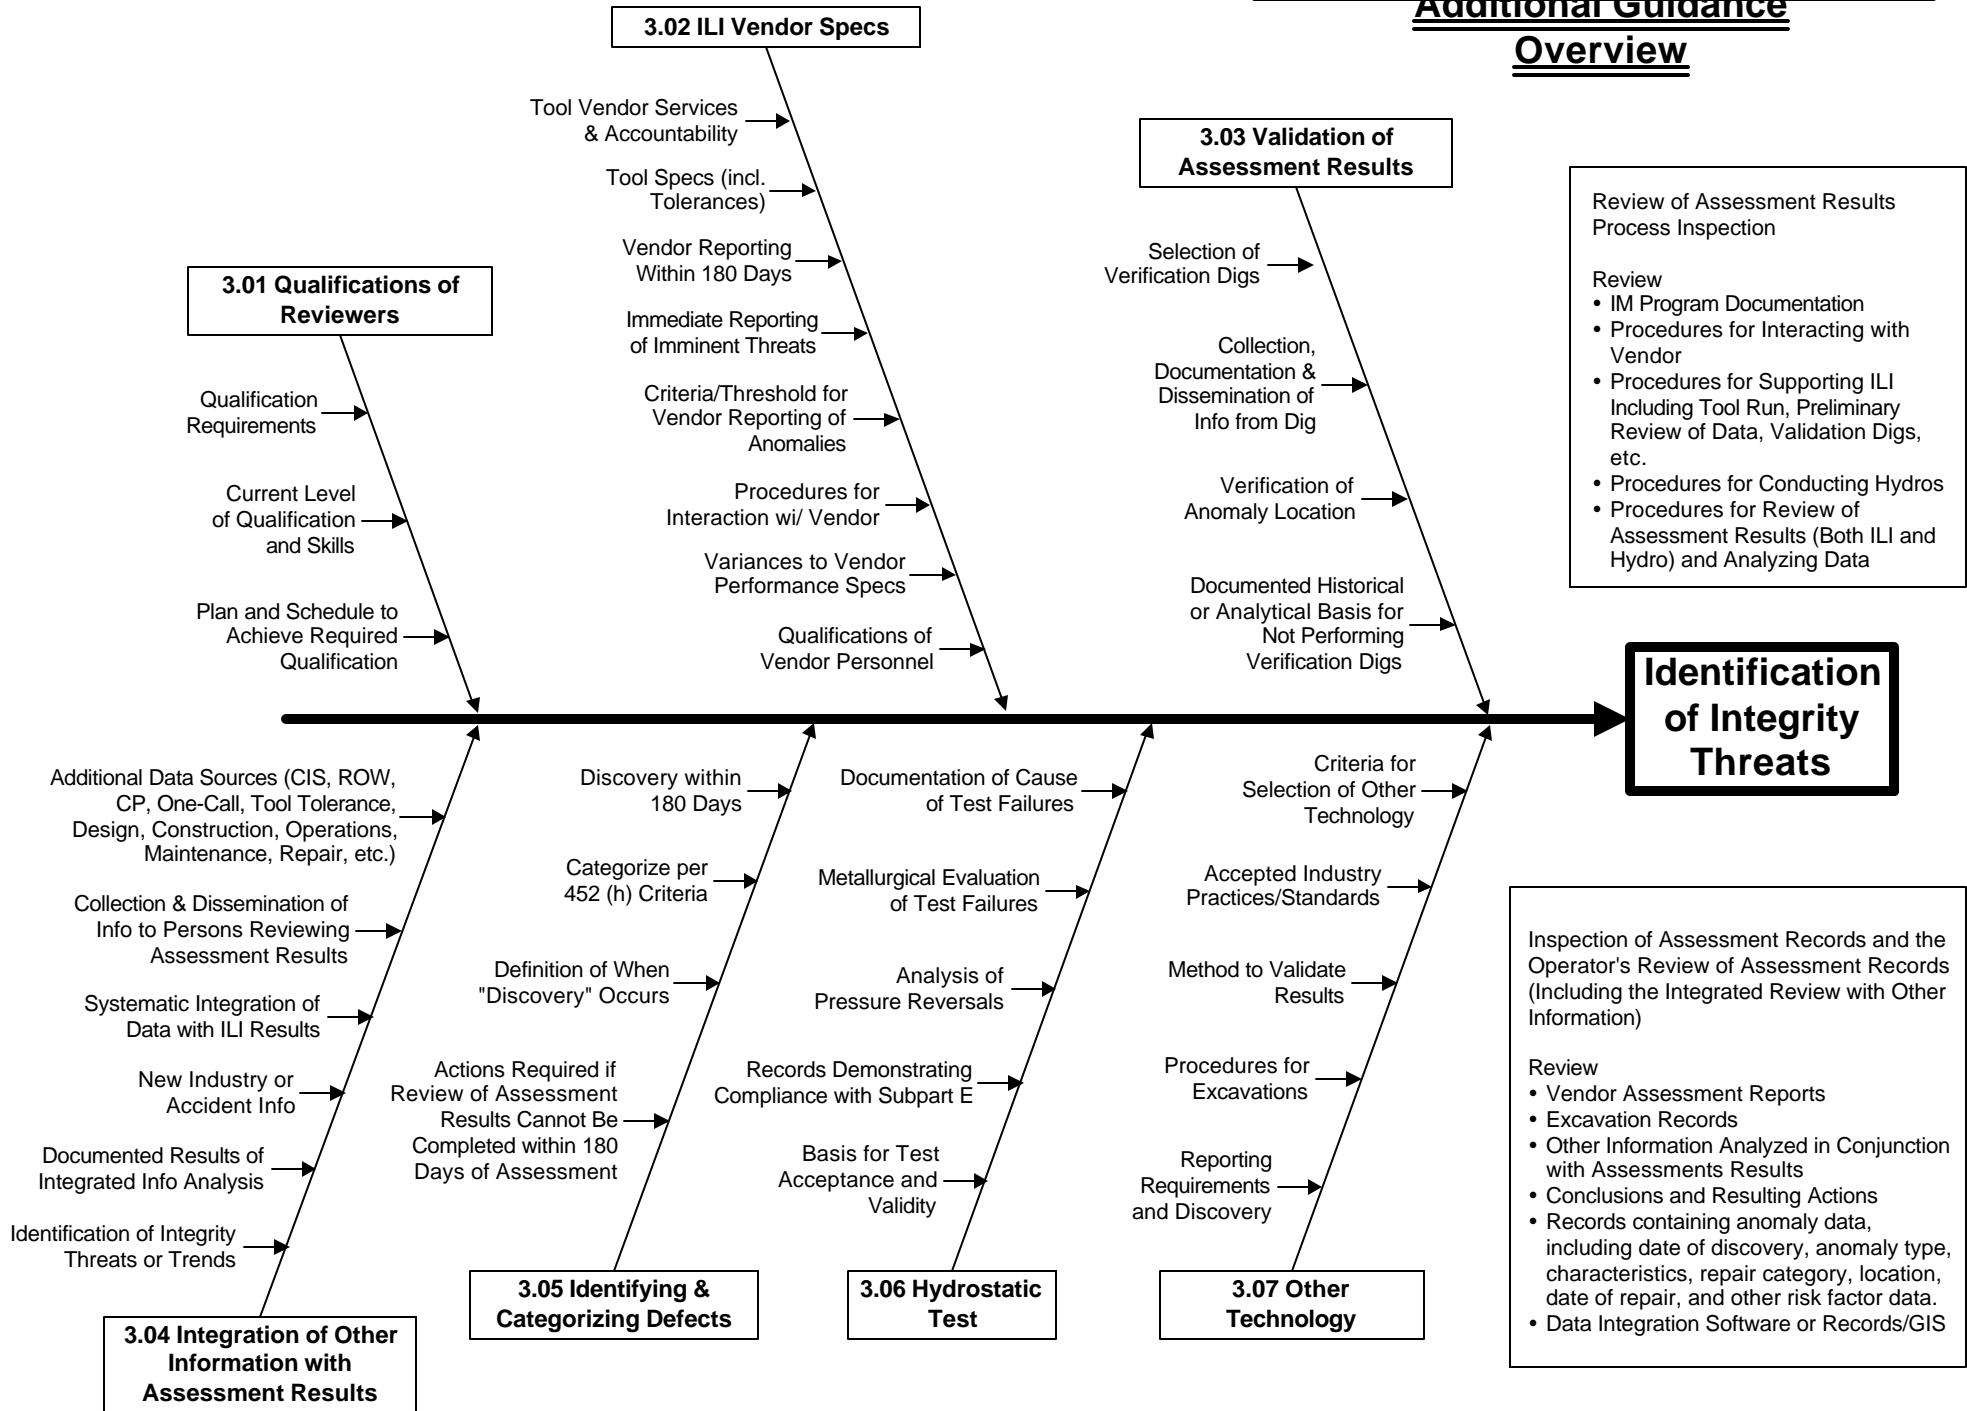 Additional Guidance
Overview
3.02 ILI Vendor Specs
Tool Vendor Services
& Accountability
Tool Specs (incl.
Tolerances)
Vendor Reporting
Within 180 Days
Immediate Reporting
of Imminent Threats
Criteria/Threshold for
Vendor Reporting of
Anomalies
Procedures for
Interaction wi/ Vendor
Variances to Vendor
Performance Specs
Qualifications of
Vendor Personnel
3.03 Validation of
Assessment Results
Selection of
Verification Digs
Collection,
Documentation &
Dissemination of
Info from Dig
Verification of
Anomaly Location
Documented Historical
or Analytical Basis for
Not Performing
Verification Digs
3.01 Qualifications of
Reviewers
Qualification
Requirements
Current Level
of Qualification
and Skills
Plan and Schedule to
Achieve Required
Qualification
Review of Assessment Results
Process Inspection
Review
• IM Program Documentation
• Procedures for Interacting with
Vendor
• Procedures for Supporting ILI
Including Tool Run, Preliminary
Review of Data, Validation Digs,
etc.
• Procedures for Conducting Hydros
• Procedures for Review of
Assessment Results (Both ILI and
Hydro) and Analyzing Data
Identification
of Integrity
Threats
Additional Data Sources (CIS, ROW,
CP, One-Call, Tool Tolerance,
Design, Construction, Operations,
Maintenance, Repair, etc.)
Collection & Dissemination of
Info to Persons Reviewing
Assessment Results
Systematic Integration of
Data with ILI Results
New Industry or
Accident Info
Documented Results of
Integrated Info Analysis
Identification of Integrity
Threats or Trends
3.04 Integration of Other
Information with
Assessment Results
Discovery within
180 Days
Categorize per
452 (h) Criteria
Definition of When
"Discovery" Occurs
Actions Required if
Review of Assessment
Results Cannot Be
Completed within 180
Days of Assessment
3.05 Identifying &
Categorizing Defects
Documentation of Cause
of Test Failures
Metallurgical Evaluation
of Test Failures
Analysis of
Pressure Reversals
Records Demonstrating
Compliance with Subpart E
Basis for Test
Acceptance and
Validity
3.06 Hydrostatic
Test
Criteria for
Selection of Other
Technology
Accepted Industry
Practices/Standards
Method to Validate
Results
Procedures for
Excavations
Reporting
Requirements
and Discovery
3.07 Other
Technology
Inspection of Assessment Records and the
Operator's Review of Assessment Records
(Including the Integrated Review with Other
Information)
Review
• Vendor Assessment Reports
• Excavation Records
• Other Information Analyzed in Conjunction
with Assessments Results
• Conclusions and Resulting Actions
• Records containing anomaly data,
including date of discovery, anomaly type,
characteristics, repair category, location,
date of repair, and other risk factor data.
• Data Integration Software or Records/GIS